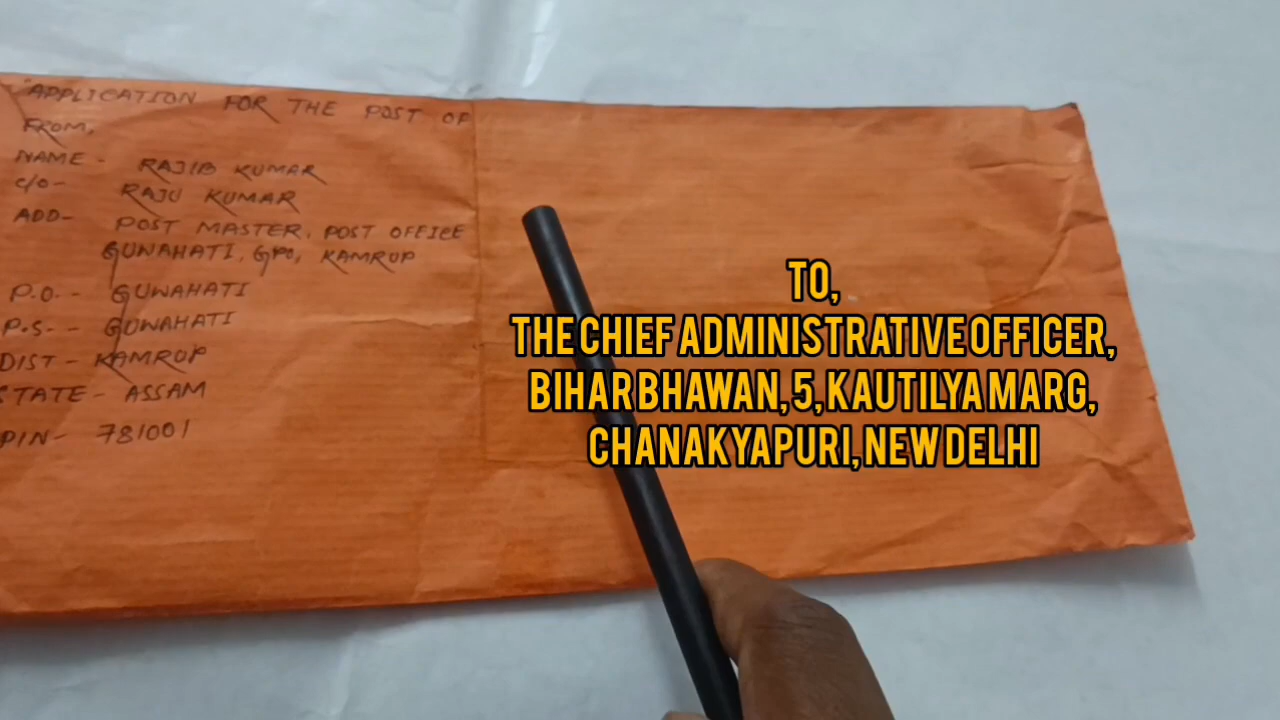 "APPLICATION FOR THE POST OF
FROM,
NAME - RAJIB KUMAR
C/O- RAJU KUMAR
ADD- POST MASTER, POST OFFICE
GUWAHATI, GPO, KAMRUP
P.O. - GUWAHATI
P.S. - GUWAHATI
DIST - KAMRUP
STATE - ASSAM
PIN - 781001
TO,
THE CHIEF ADMINISTRATIVE OFFICER,
BIHAR BHAWAN, 5, KAUTILYA MARG,
CHANAKYAPURI, NEW DELHI